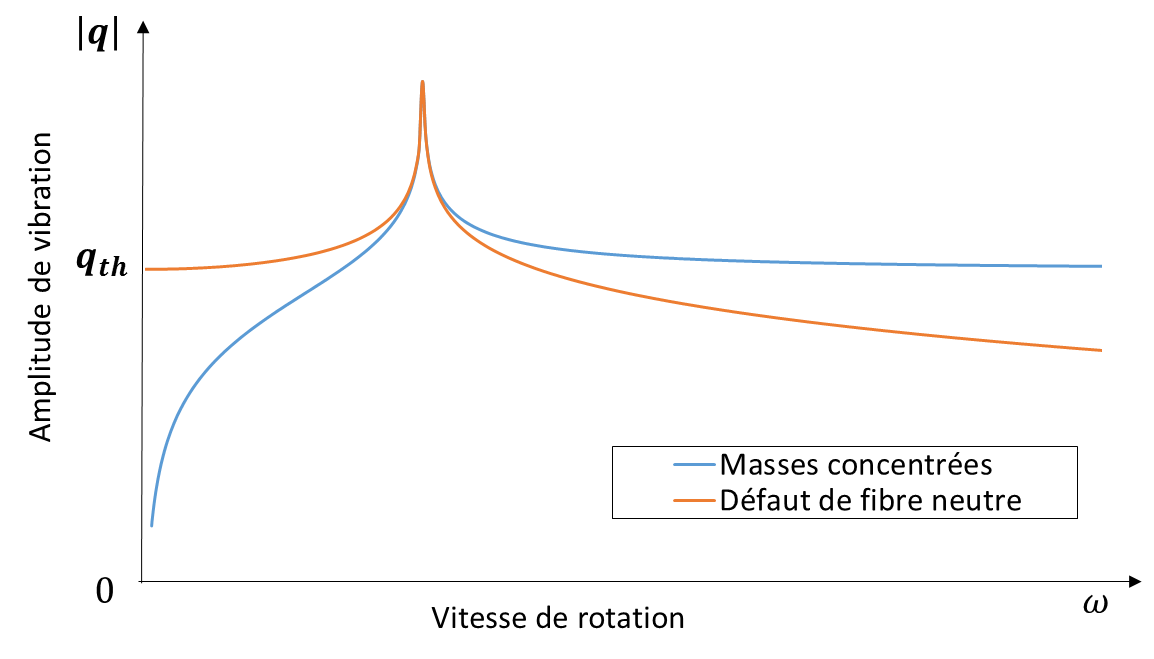 |q|
Amplitude de vibration
q_th
Masses concentrées
Défaut de fibre neutre
0
ω
Vitesse de rotation